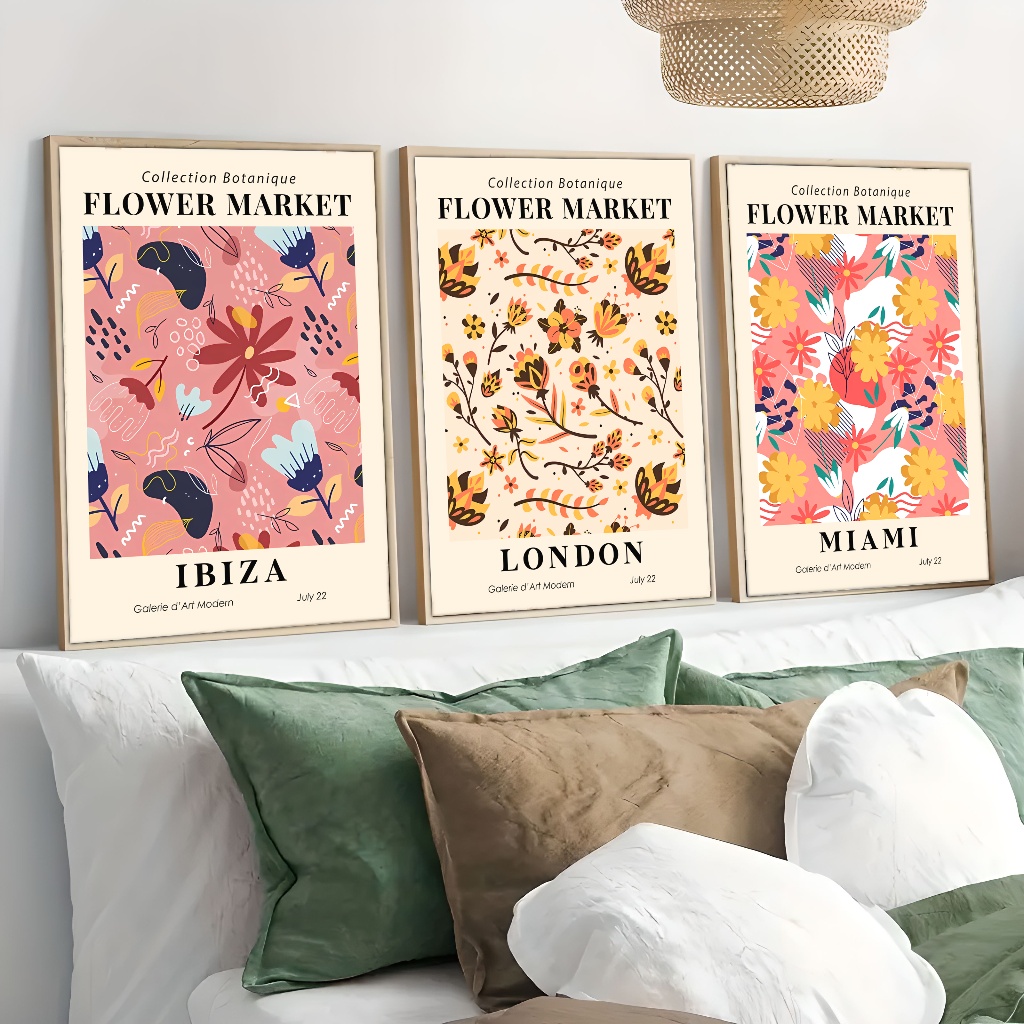 Collection Botanique
FLOWER MARKET
IBIZA
Galerie d'Art Modern
July 22
Collection Botanique
FLOWER MARKET
LONDON
Galerie d'Art Modern
July 22
Collection Botanique
FLOWER MARKET
MIAMI
Galerie d'Art Modern
July 22